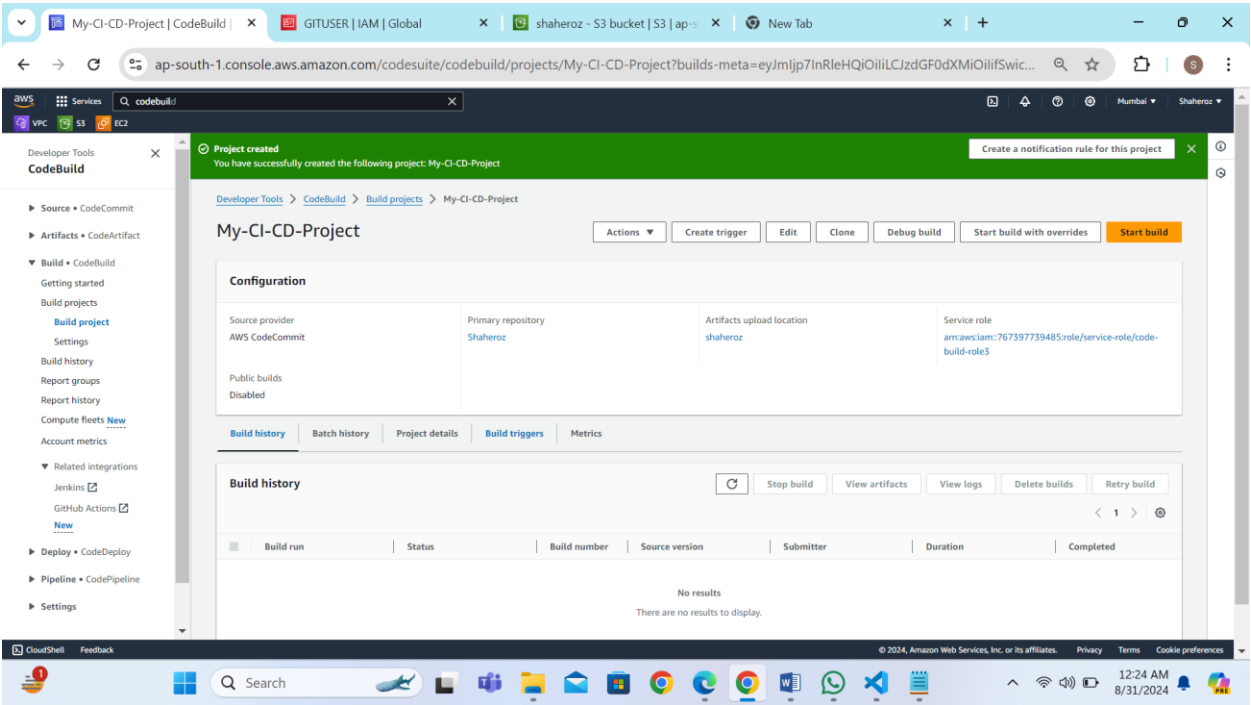 My-CI-CD-Project | CodeBuild |
GITUSER | IAM | Global
shaheroz - S3 bucket | S3 | ap-s
New Tab
ap-south-1.console.aws.amazon.com/codesuite/codebuild/projects/My-CI-CD-Project?builds-meta=eyJmIjp7InRleHQiOiIiLCJzdGF0dXMiOiIifSwic...
S
aws
Services
codebuild
Mumbai
Shaheroz
VPC
S3
EC2
Developer Tools
CodeBuild
Source • CodeCommit
Artifacts • CodeArtifact
Build • CodeBuild
Getting started
Build projects
Build project
Settings
Build history
Report groups
Report history
Compute fleets New
Account metrics
Related integrations
Jenkins
GitHub Actions
New
Deploy • CodeDeploy
Pipeline • CodePipeline
Settings
Project created
You have successfully created the following project: My-CI-CD-Project
Create a notification rule for this project
Developer Tools > CodeBuild > Build projects > My-CI-CD-Project
My-CI-CD-Project
Actions
Create trigger
Edit
Clone
Debug build
Start build with overrides
Start build
Configuration
Source provider
AWS CodeCommit
Primary repository
Shaheroz
Artifacts upload location
shaheroz
Service role
arn:aws:iam::767397739485:role/service-role/code-
build-role3
Public builds
Disabled
Build history
Batch history
Project details
Build triggers
Metrics
Build history
Stop build
View artifacts
View logs
Delete builds
Retry build
1
Build run
Status
Build number
Source version
Submitter
Duration
Completed
No results
There are no results to display.
CloudShell
Feedback
© 2024, Amazon Web Services, Inc. or its affiliates.
Privacy
Terms
Cookie preferences
1
Search
12:24 AM
8/31/2024
PRE